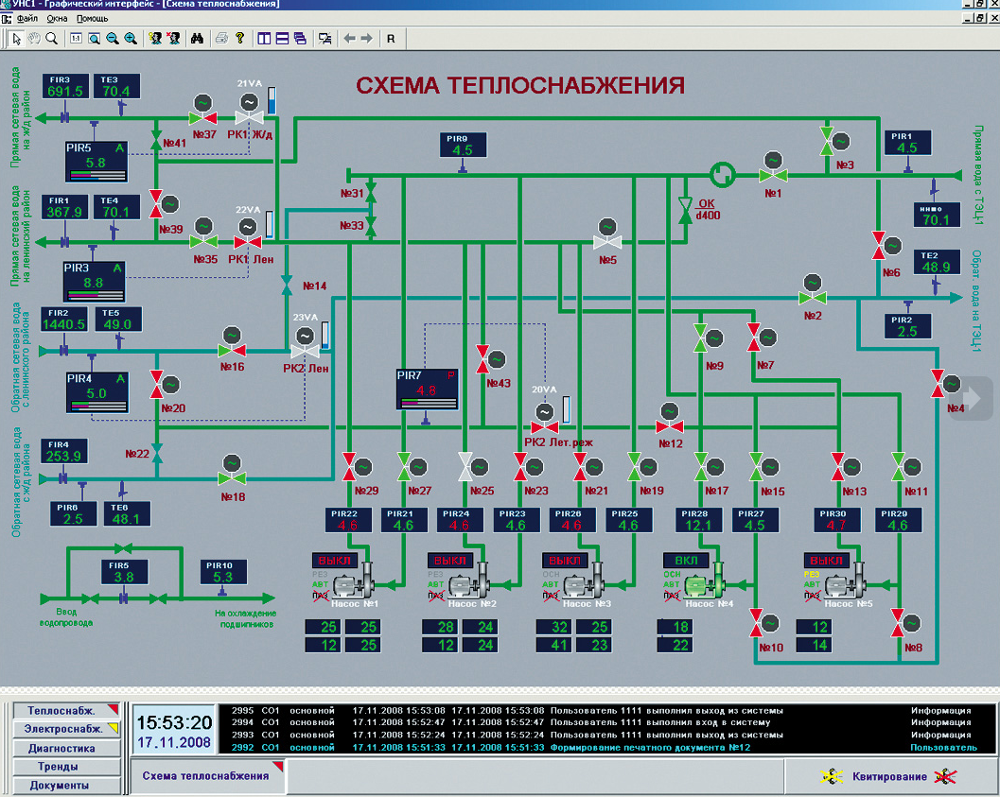 УНС1 - Графический интерфейс - [Схема теплоснабжения]
Файл Окна Помощь
1:1 ? R
СХЕМА ТЕПЛОСНАБЖЕНИЯ
Прямая сетевая вода
на ж/д район
FIR3 TE3
691.5 70.4
21VA
№37 РК1 Ж/д
№41
PIR5 A
5.8
Прямая сетевая вода
на ленинский район
FIR1 TE4
367.9 70.1
22VA
№39
№35 РК1 Лен
PIR3 A
8.8
Обратная сетевая вода
с ленинского района
FIR2 TE5
1440.5 49.0
23VA
№14
№16 РК2 Лен
PIR4 A
5.0
№20
Обратная сетевая вода
с ж/д района
FIR4
253.9
№22
№18
PIR6 TE6
2.5 48.1
PIR9
4.5
№31
№33
ОК
d400
№5
№1
№3
PIR1
4.5
Прямая вода с ТЭЦ-1
70.1
№6
TE2
48.9
Обрат. вода на ТЭЦ-1
№2
PIR2
2.5
№9 №7
№4
PIR7 P
4.8
№43
20VA
РК2 Лет.реж
№12
№29 №27 №25 №23 №21 №19 №17 №15 №13 №11
PIR22 PIR21 PIR24 PIR23 PIR26 PIR25 PIR28 PIR27 PIR30 PIR29
4.6 4.6 4.6 4.6 4.6 4.6 12.1 4.5 4.7 4.6
ВЫКЛ ВЫКЛ ВЫКЛ ВКЛ ВЫКЛ
РЕЗ РЕЗ ОСН ОСН РЕЗ
АВТ АВТ АВТ АВТ АВТ
ПАЗ ПАЗ ПАЗ ПАЗ ПАЗ
Насос №1 Насос №2 Насос №3 Насос №4 Насос №5
№10 №8
25 25 28 24 32 25 18 12
12 25 12 24 41 23 22 14
FIR5 PIR10
3.8 5.3
Ввод
водопровода
На охлаждение
подшипников
Теплоснабж.
Электроснабж.
Диагностика
Тренды
Документы
15:53:20
17.11.2008
2995 СО1 основной 17.11.2008 15:53:08 17.11.2008 15:53:08 Пользователь 1111 выполнил выход из системы Информация
2994 СО1 основной 17.11.2008 15:52:47 17.11.2008 15:52:47 Пользователь 1111 выполнил вход в систему Информация
2993 СО1 основной 17.11.2008 15:52:24 17.11.2008 15:52:24 Пользователь 1111 выполнил выход из системы Информация
2992 СО1 основной 17.11.2008 15:51:33 17.11.2008 15:51:33 Формирование печатного документа №12 Пользователь
Схема теплоснабжения
Квитирование